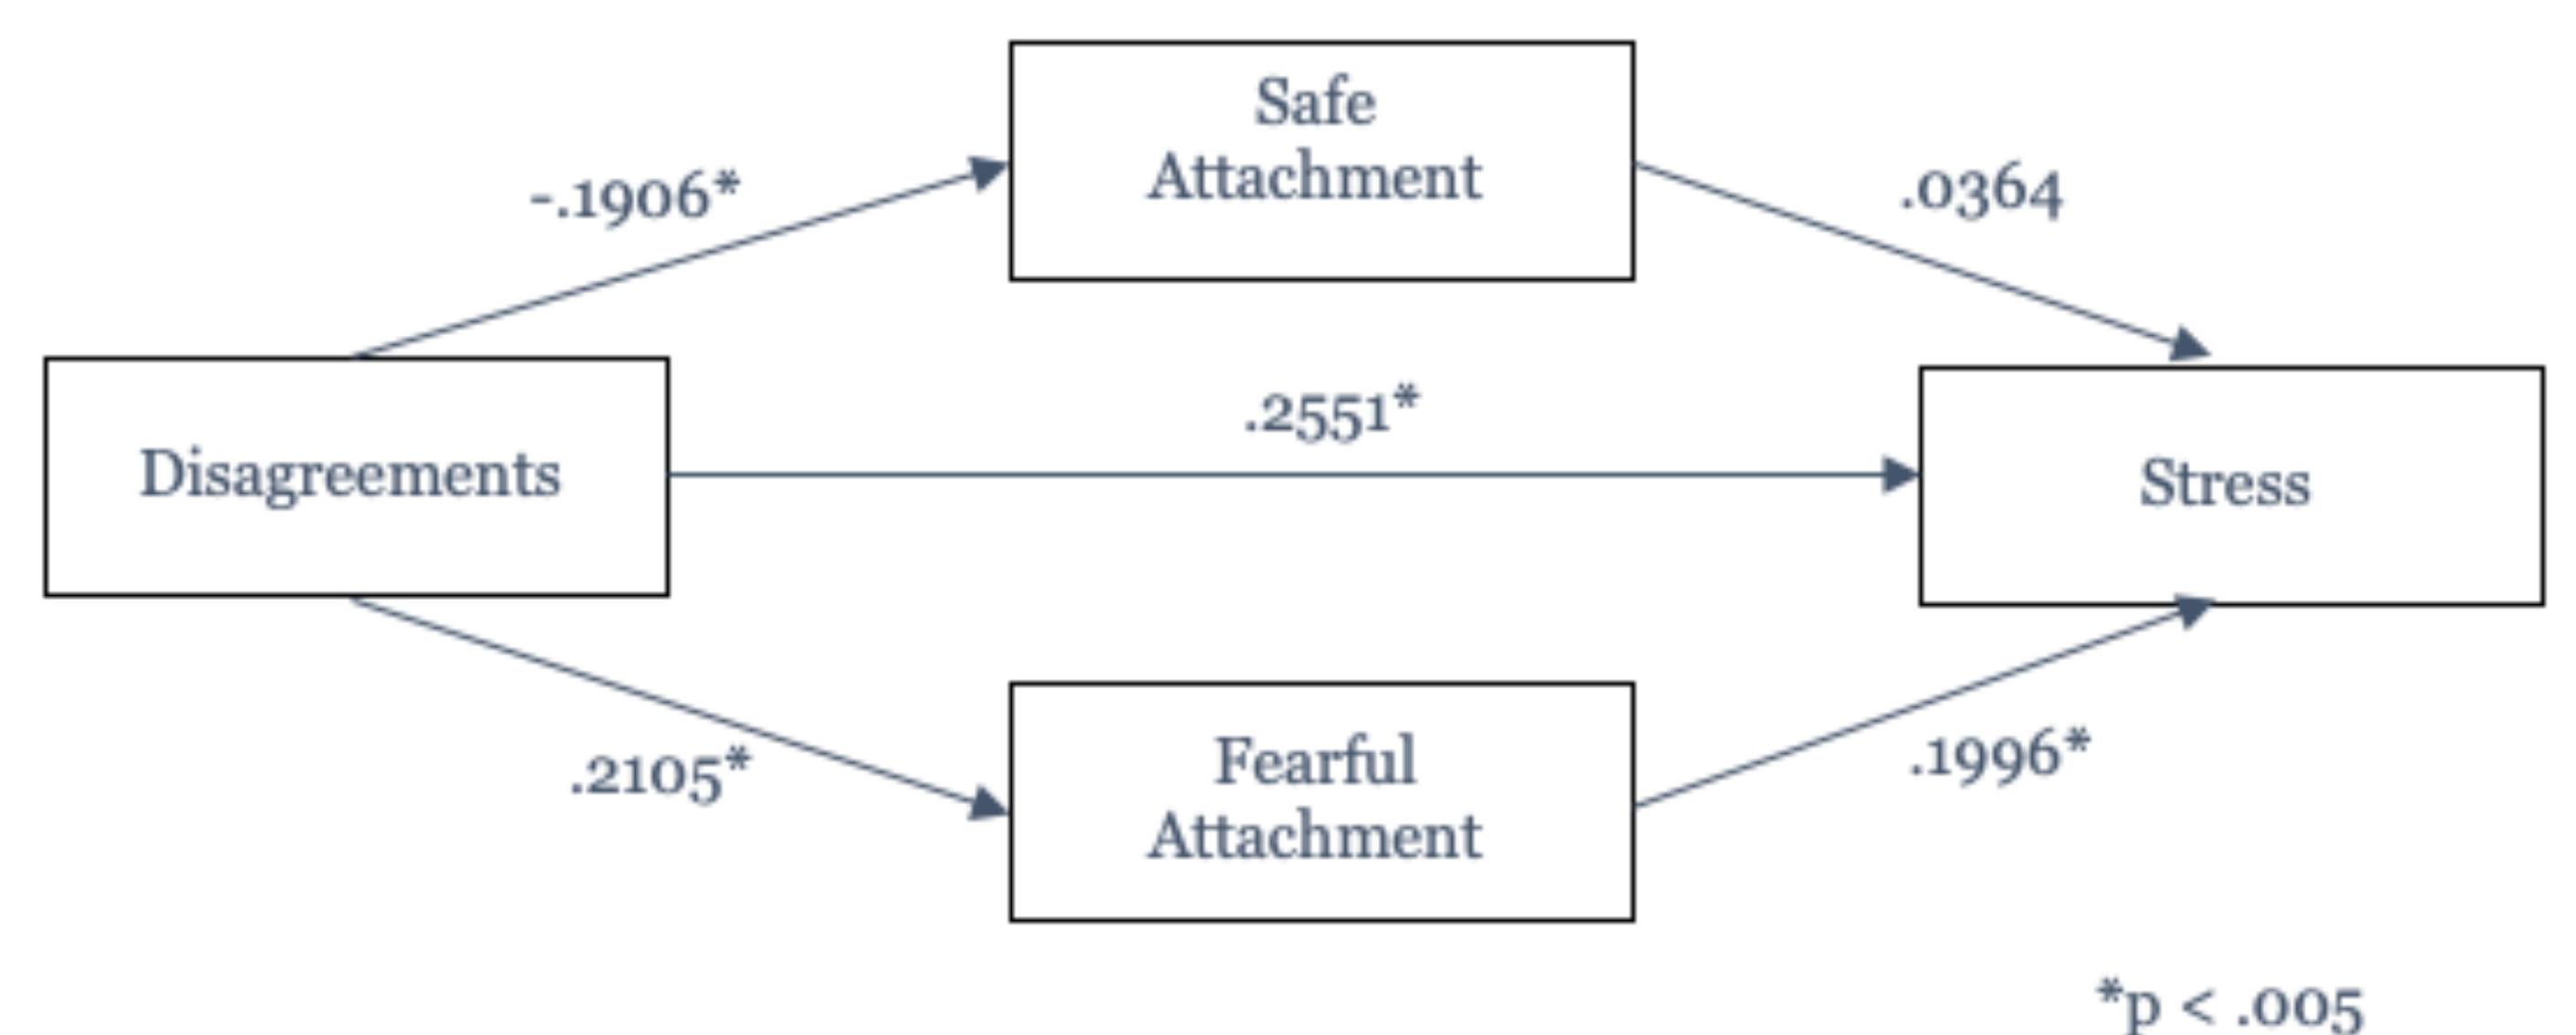 Safe
Attachment
-.1906*
.0364
.2551*
Disagreements
Stress
.2105*
Fearful
Attachment
.1996*
*p < .005